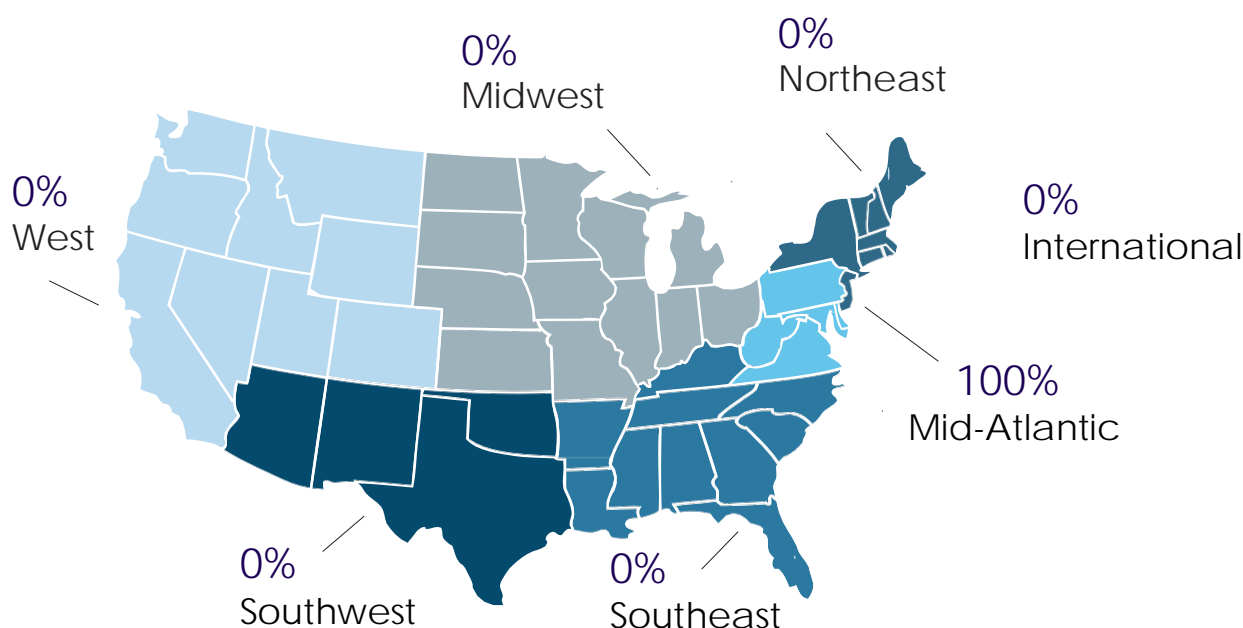 0%
Northeast
0%
Midwest
0%
West
0%
International
100%
Mid-Atlantic
0%
Southwest
0%
Southeast